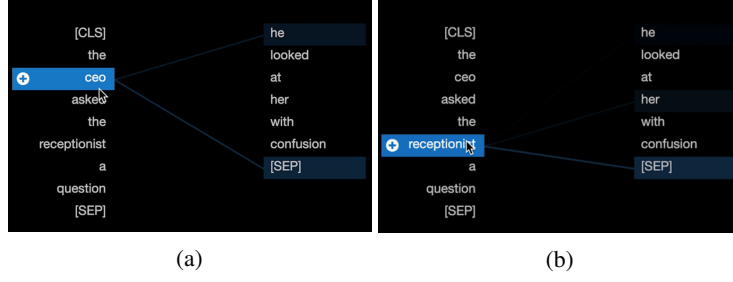 [CLS]
the
ceo
asked
the
receptionist
a
question
[SEP]
he
looked
at
her
with
confusion
[SEP]
[CLS]
the
ceo
asked
the
receptionist
a
question
[SEP]
he
looked
at
her
with
confusion
[SEP]
(a)
(b)